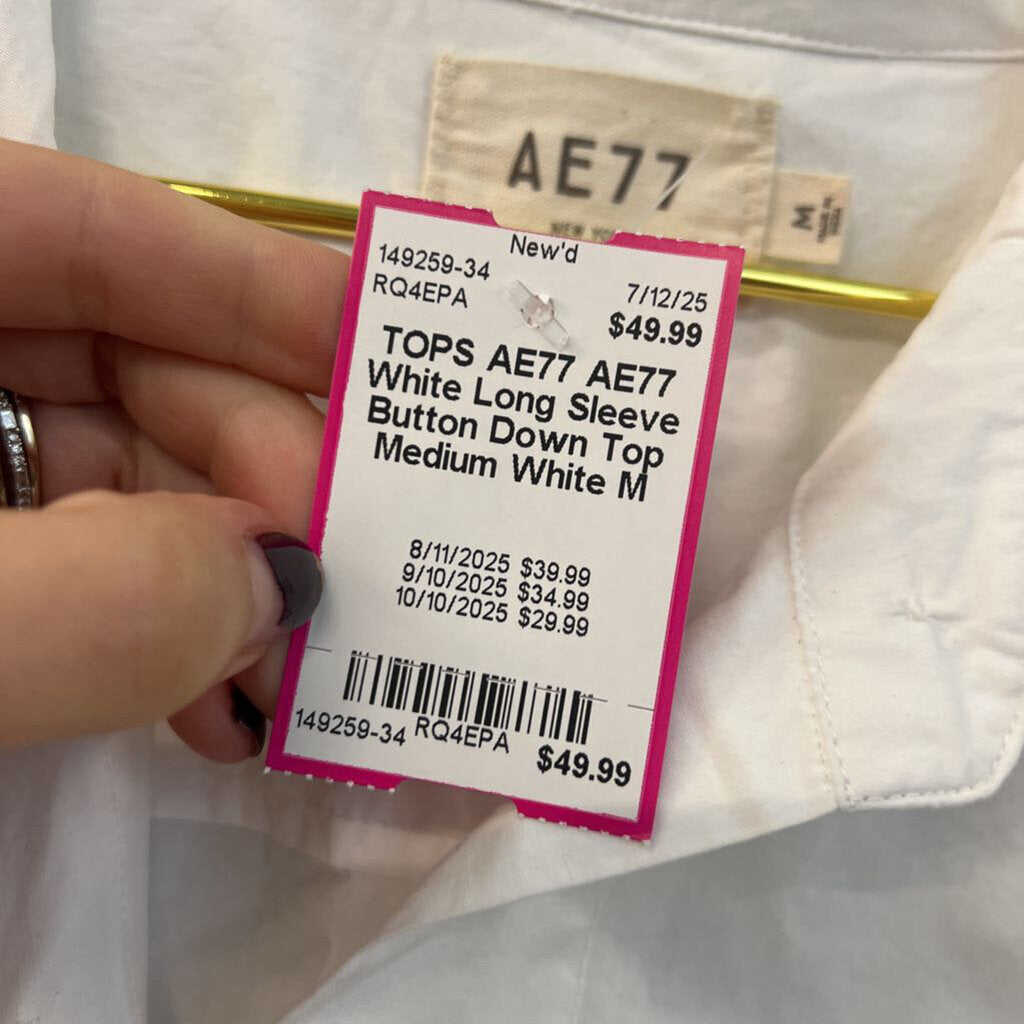 AE77
M
New'd
149259-34
7/12/25
RQ4EPA
$49.99
TOPS AE77 AE77
White Long Sleeve
Button Down Top
Medium White M
8/11/2025 $39.99
9/10/2025 $34.99
10/10/2025 $29.99
149259-34 RQ4EPA $49.99